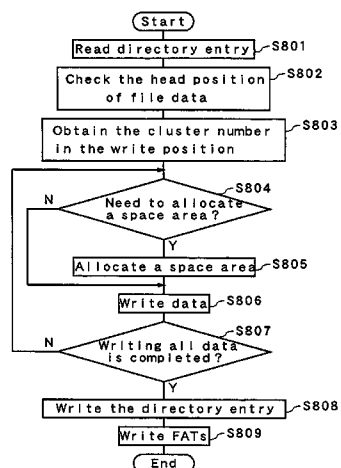 Start
Read directory entry S801
Check the head position S802
of file data
Obtain the cluster number S803
in the write position
S804
N Need to allocate
a space area?
Y
Allocate a space area S805
Write data S806
S807
N Writing all data
is completed?
Y
Write the directory entry S808
Write FATs S809
End